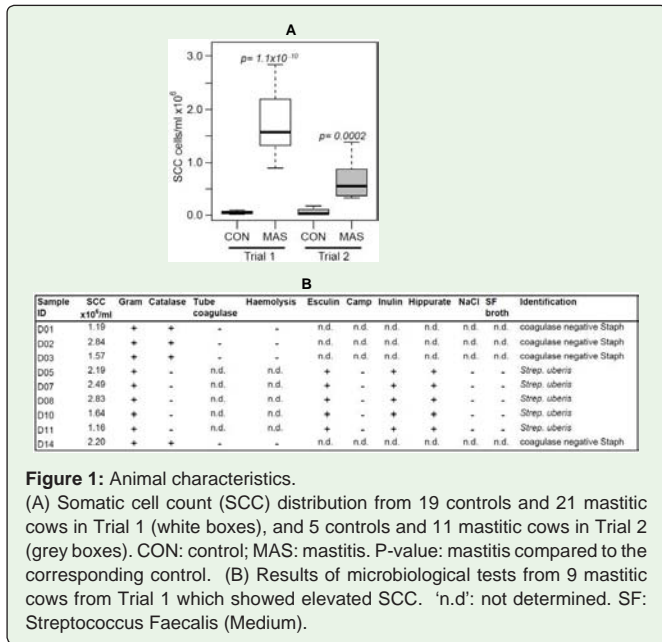 A
3.0
2.0
1.0
0.0
SCC cells/ml x10⁶
p= 1.1x10⁻¹⁰
p= 0.0002
CON MAS CON MAS
Trial 1 Trial 2
B
Sample ID SCC x10⁶/ml Gram Catalase Tube coagulase Haemolysis Esculin Camp Inulin Hippurate NaCl SF broth Identification
D01 1.19 + + - - n.d. n.d. n.d. n.d. n.d. n.d. coagulase negative Staph
D02 2.84 + + - - n.d. n.d. n.d. n.d. n.d. n.d. coagulase negative Staph
D03 1.57 + + - - n.d. n.d. n.d. n.d. n.d. n.d. coagulase negative Staph
D05 2.19 + - n.d. n.d. + - + + - - Strep. uberis
D07 2.49 + - n.d. n.d. + - + + - - Strep. uberis
D08 2.83 + - n.d. n.d. + - + + - - Strep. uberis
D10 1.64 + - n.d. n.d. + - + + - - Strep. uberis
D11 1.16 + - n.d. n.d. + - + + - - Strep. uberis
D14 2.20 + + - - n.d. n.d. n.d. n.d. n.d. n.d. coagulase negative Staph
Figure 1: Animal characteristics.
(A) Somatic cell count (SCC) distribution from 19 controls and 21 mastitic
cows in Trial 1 (white boxes), and 5 controls and 11 mastitic cows in Trial 2
(grey boxes). CON: control; MAS: mastitis. P-value: mastitis compared to the
corresponding control. (B) Results of microbiological tests from 9 mastitic
cows from Trial 1 which showed elevated SCC. ‘n.d’: not determined. SF:
Streptococcus Faecalis (Medium).